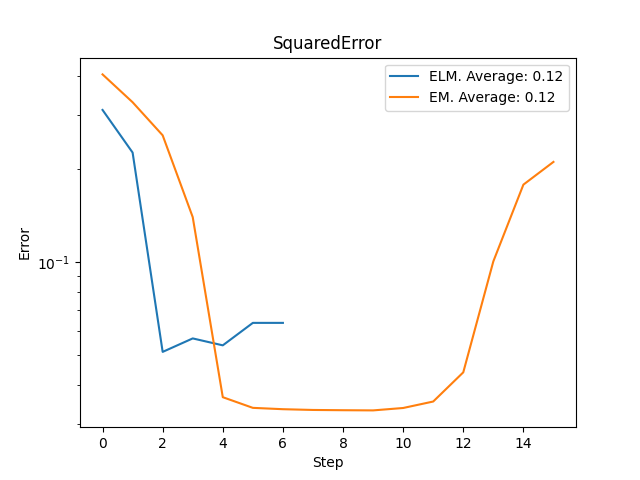 SquaredError
ELM. Average: 0.12
EM. Average: 0.12
Error
10⁻¹
0 2 4 6 8 10 12 14
Step